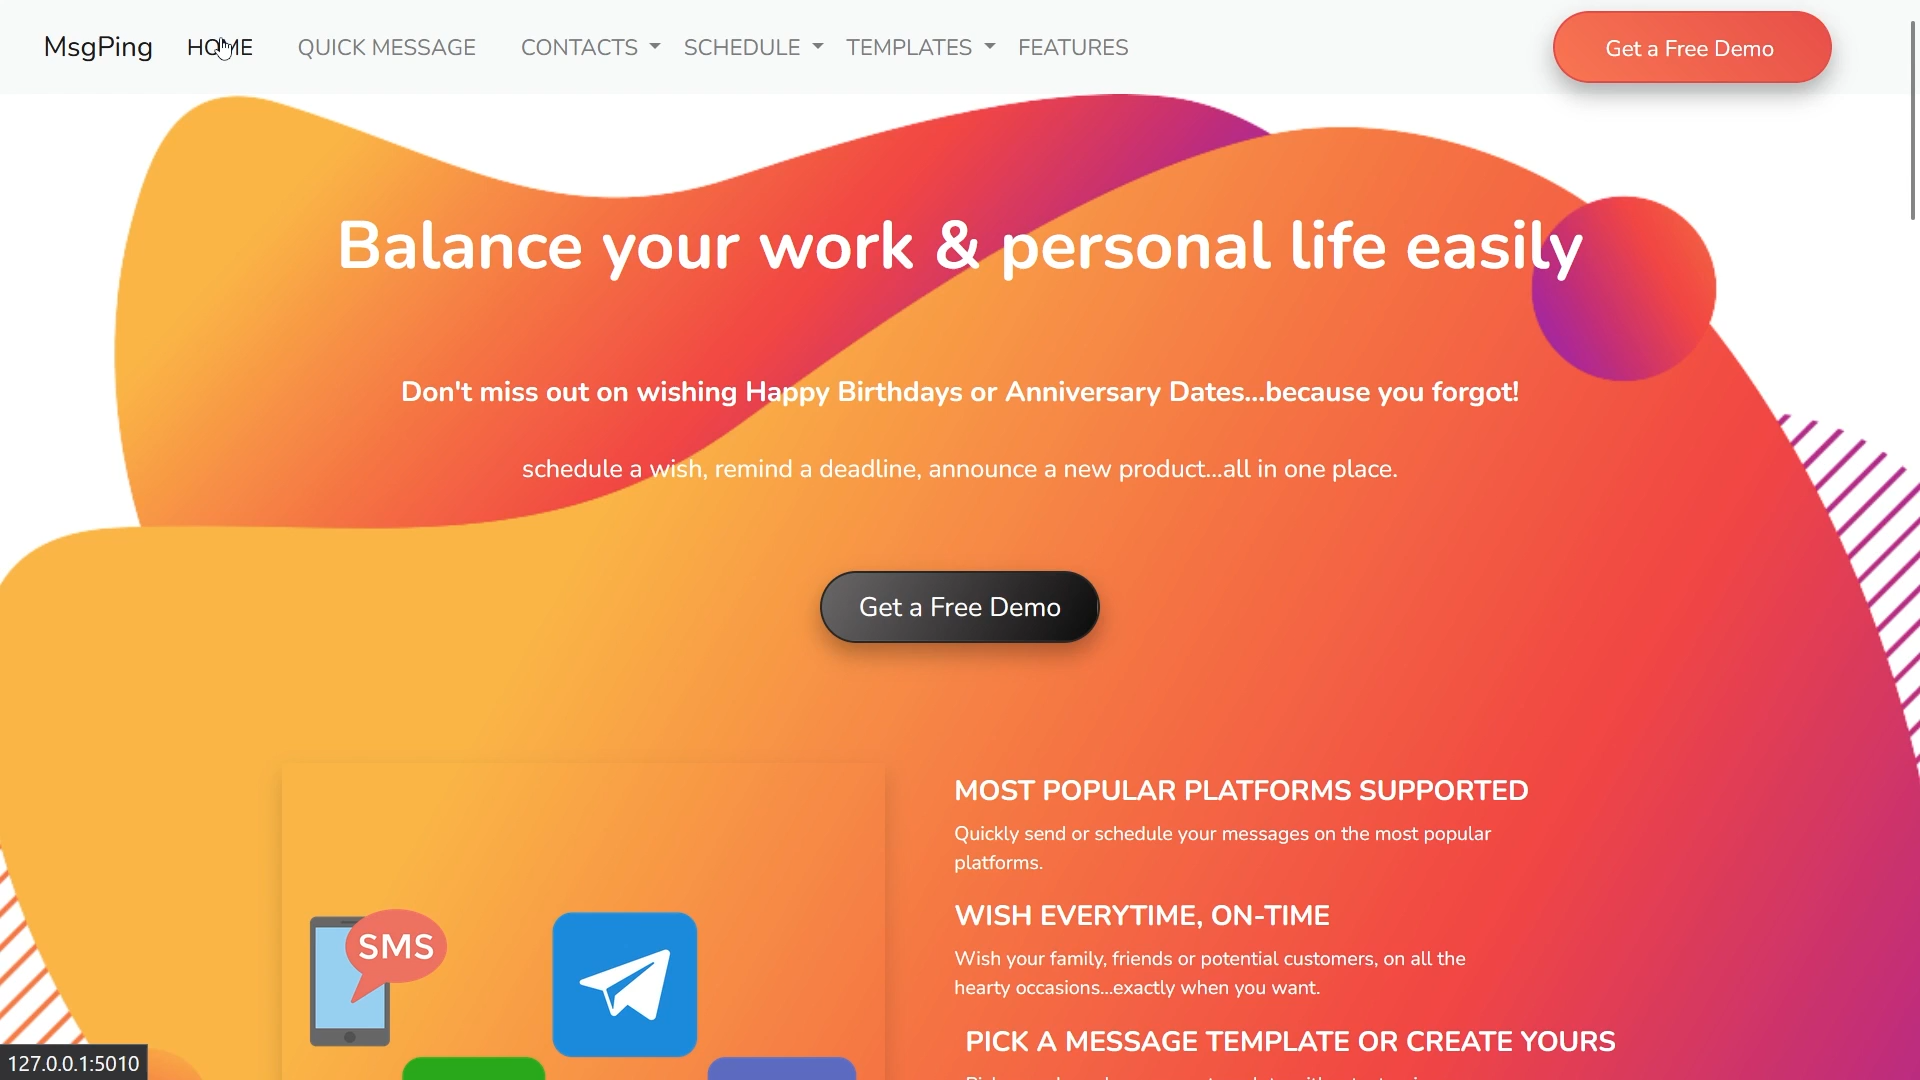 MsgPing HOME QUICK MESSAGE CONTACTS SCHEDULE TEMPLATES FEATURES Get a Free Demo
Balance your work & personal life easily
Don't miss out on wishing Happy Birthdays or Anniversary Dates...because you forgot!
schedule a wish, remind a deadline, announce a new product...all in one place.
Get a Free Demo
MOST POPULAR PLATFORMS SUPPORTED
Quickly send or schedule your messages on the most popular
platforms.
WISH EVERYTIME, ON-TIME
Wish your family, friends or potential customers, on all the
hearty occasions...exactly when you want.
SMS
PICK A MESSAGE TEMPLATE OR CREATE YOURS
127.0.0.1:5010